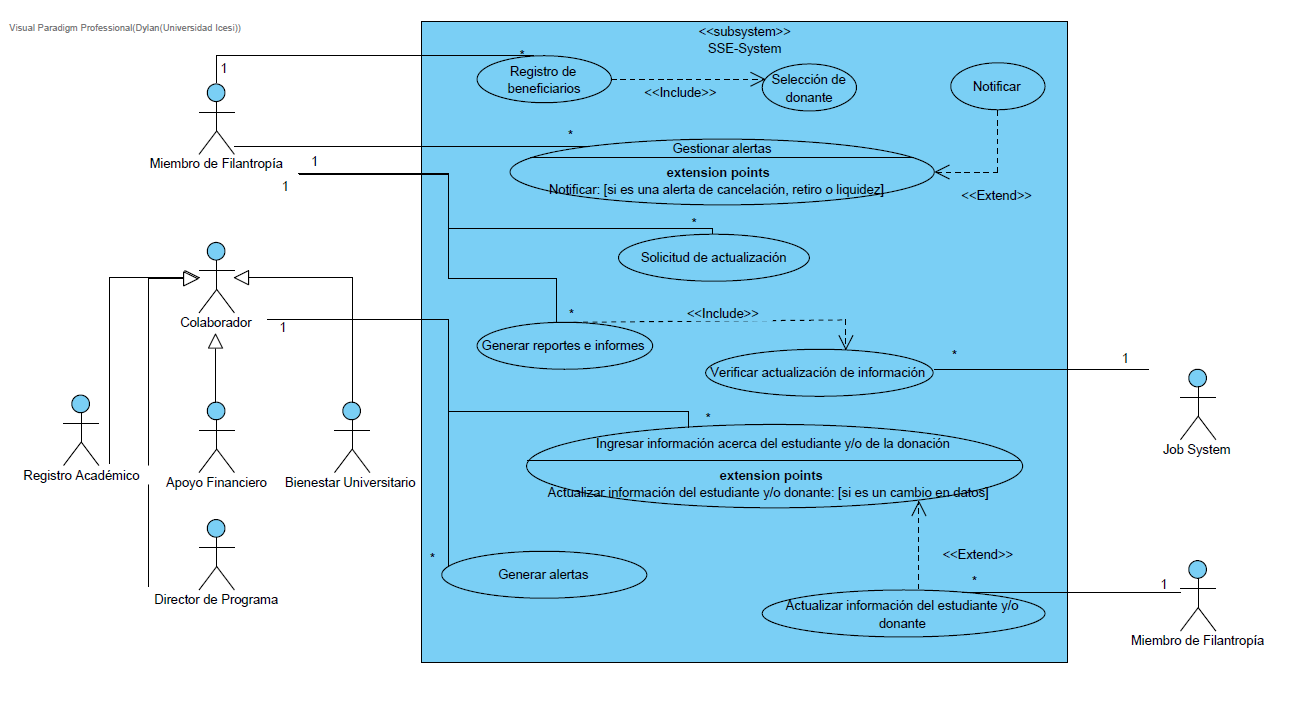 Visual Paradigm Professional(Dylan(Universidad Icesi))
<<subsystem>>
SSE-System
1
*
Registro de
beneficiarios
<<Include>>
Selección de
donante
Notificar
Miembro de Filantropía
1
1
*
Gestionar alertas
extension points
Notificar: [si es una alerta de cancelación, retiro o liquidez]
<<Extend>>
*
Solicitud de actualización
Colaborador
1
*
<<Include>>
Generar reportes e informes
Verificar actualización de información
*
1
Job System
Registro Académico
Apoyo Financiero
Bienestar Universitario
*
Ingresar información acerca del estudiante y/o de la donación
extension points
Actualizar información del estudiante y/o donante: [si es un cambio en datos]
Director de Programa
*
Generar alertas
<<Extend>>
*
1
Actualizar información del estudiante y/o
donante
Miembro de Filantropía